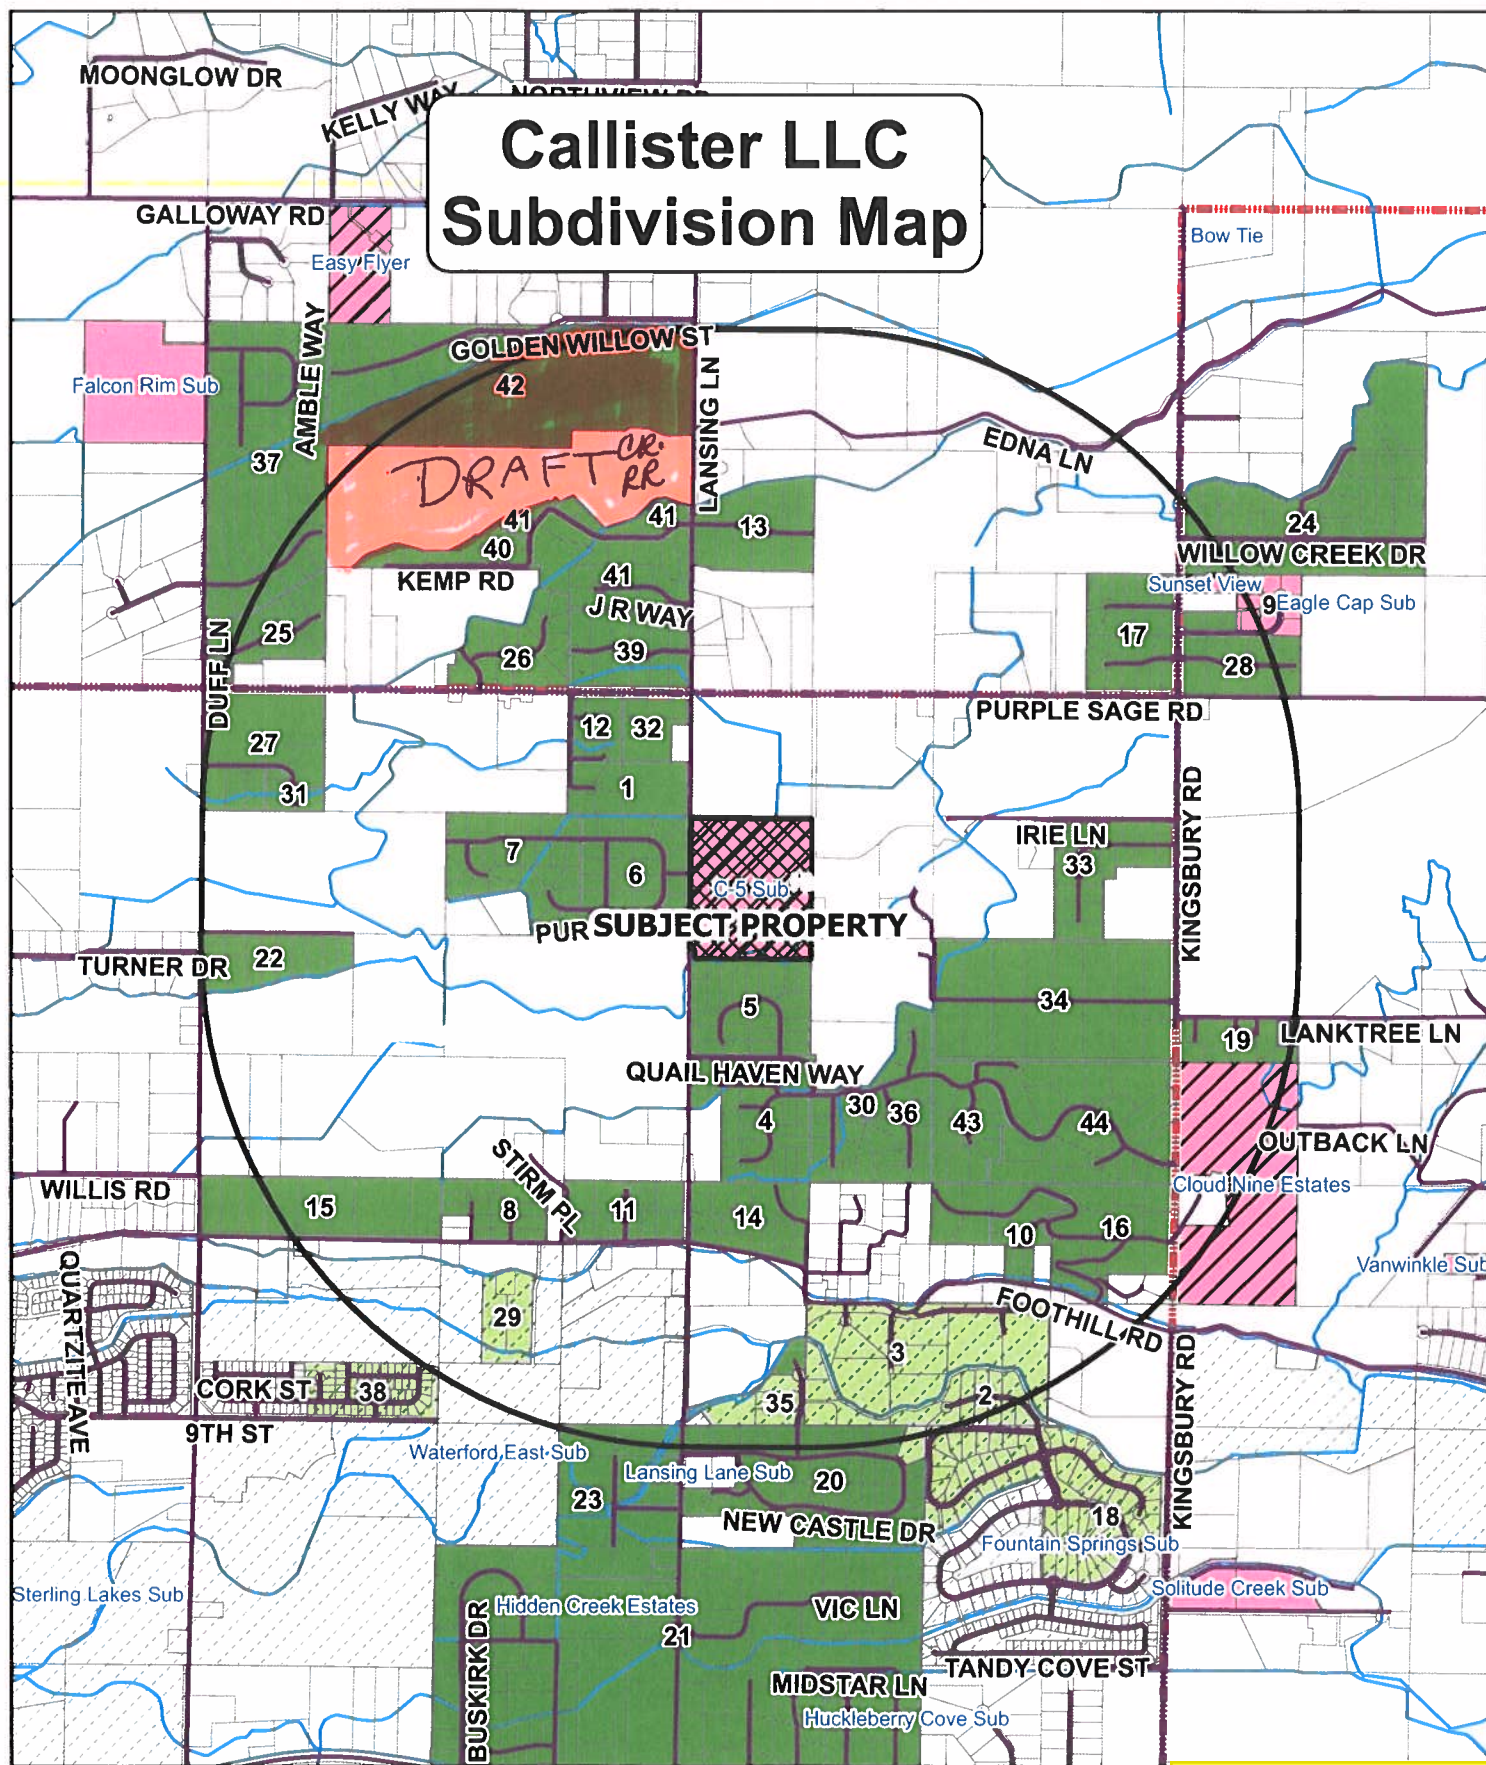 MOONGLOW DR
KELLY WAY
NORTHVIEW DR
Callister LLC
Subdivision Map
GALLOWAY RD
Easy Flyer
Bow Tie
AMBLE WAY
GOLDEN WILLOW ST
Falcon Rim Sub
42
LANSING LN
EDNA LN
37
DRAFT CR.
RR
41
41
13
24
40
WILLOW CREEK DR
KEMP RD
41
Sunset View
J R WAY
9
Eagle Cap Sub
25
17
26
39
28
DUFF LN
PURPLE SAGE RD
12
32
27
31
1
KINGSBURY RD
IRIE LN
7
33
6
C-5 Sub
PUR
SUBJECT PROPERTY
22
TURNER DR
5
34
19
LANKTREE LN
QUAIL HAVEN WAY
4
30
36
43
44
OUTBACK LN
STIRM PL
WILLIS RD
Cloud Nine Estates
15
8
11
14
10
16
QUARTZITE AVE
Vanwinkle Sub
29
FOOTHILL RD
3
KINGSBURY RD
CORK ST
38
35
2
9TH ST
Waterford East Sub
Lansing Lane Sub
20
23
NEW CASTLE DR
18
Fountain Springs Sub
Sterling Lakes Sub
Solitude Creek Sub
Hidden Creek Estates
VIC LN
BUSKIRK DR
21
TANDY COVE ST
MIDSTAR LN
Huckleberry Cove Sub